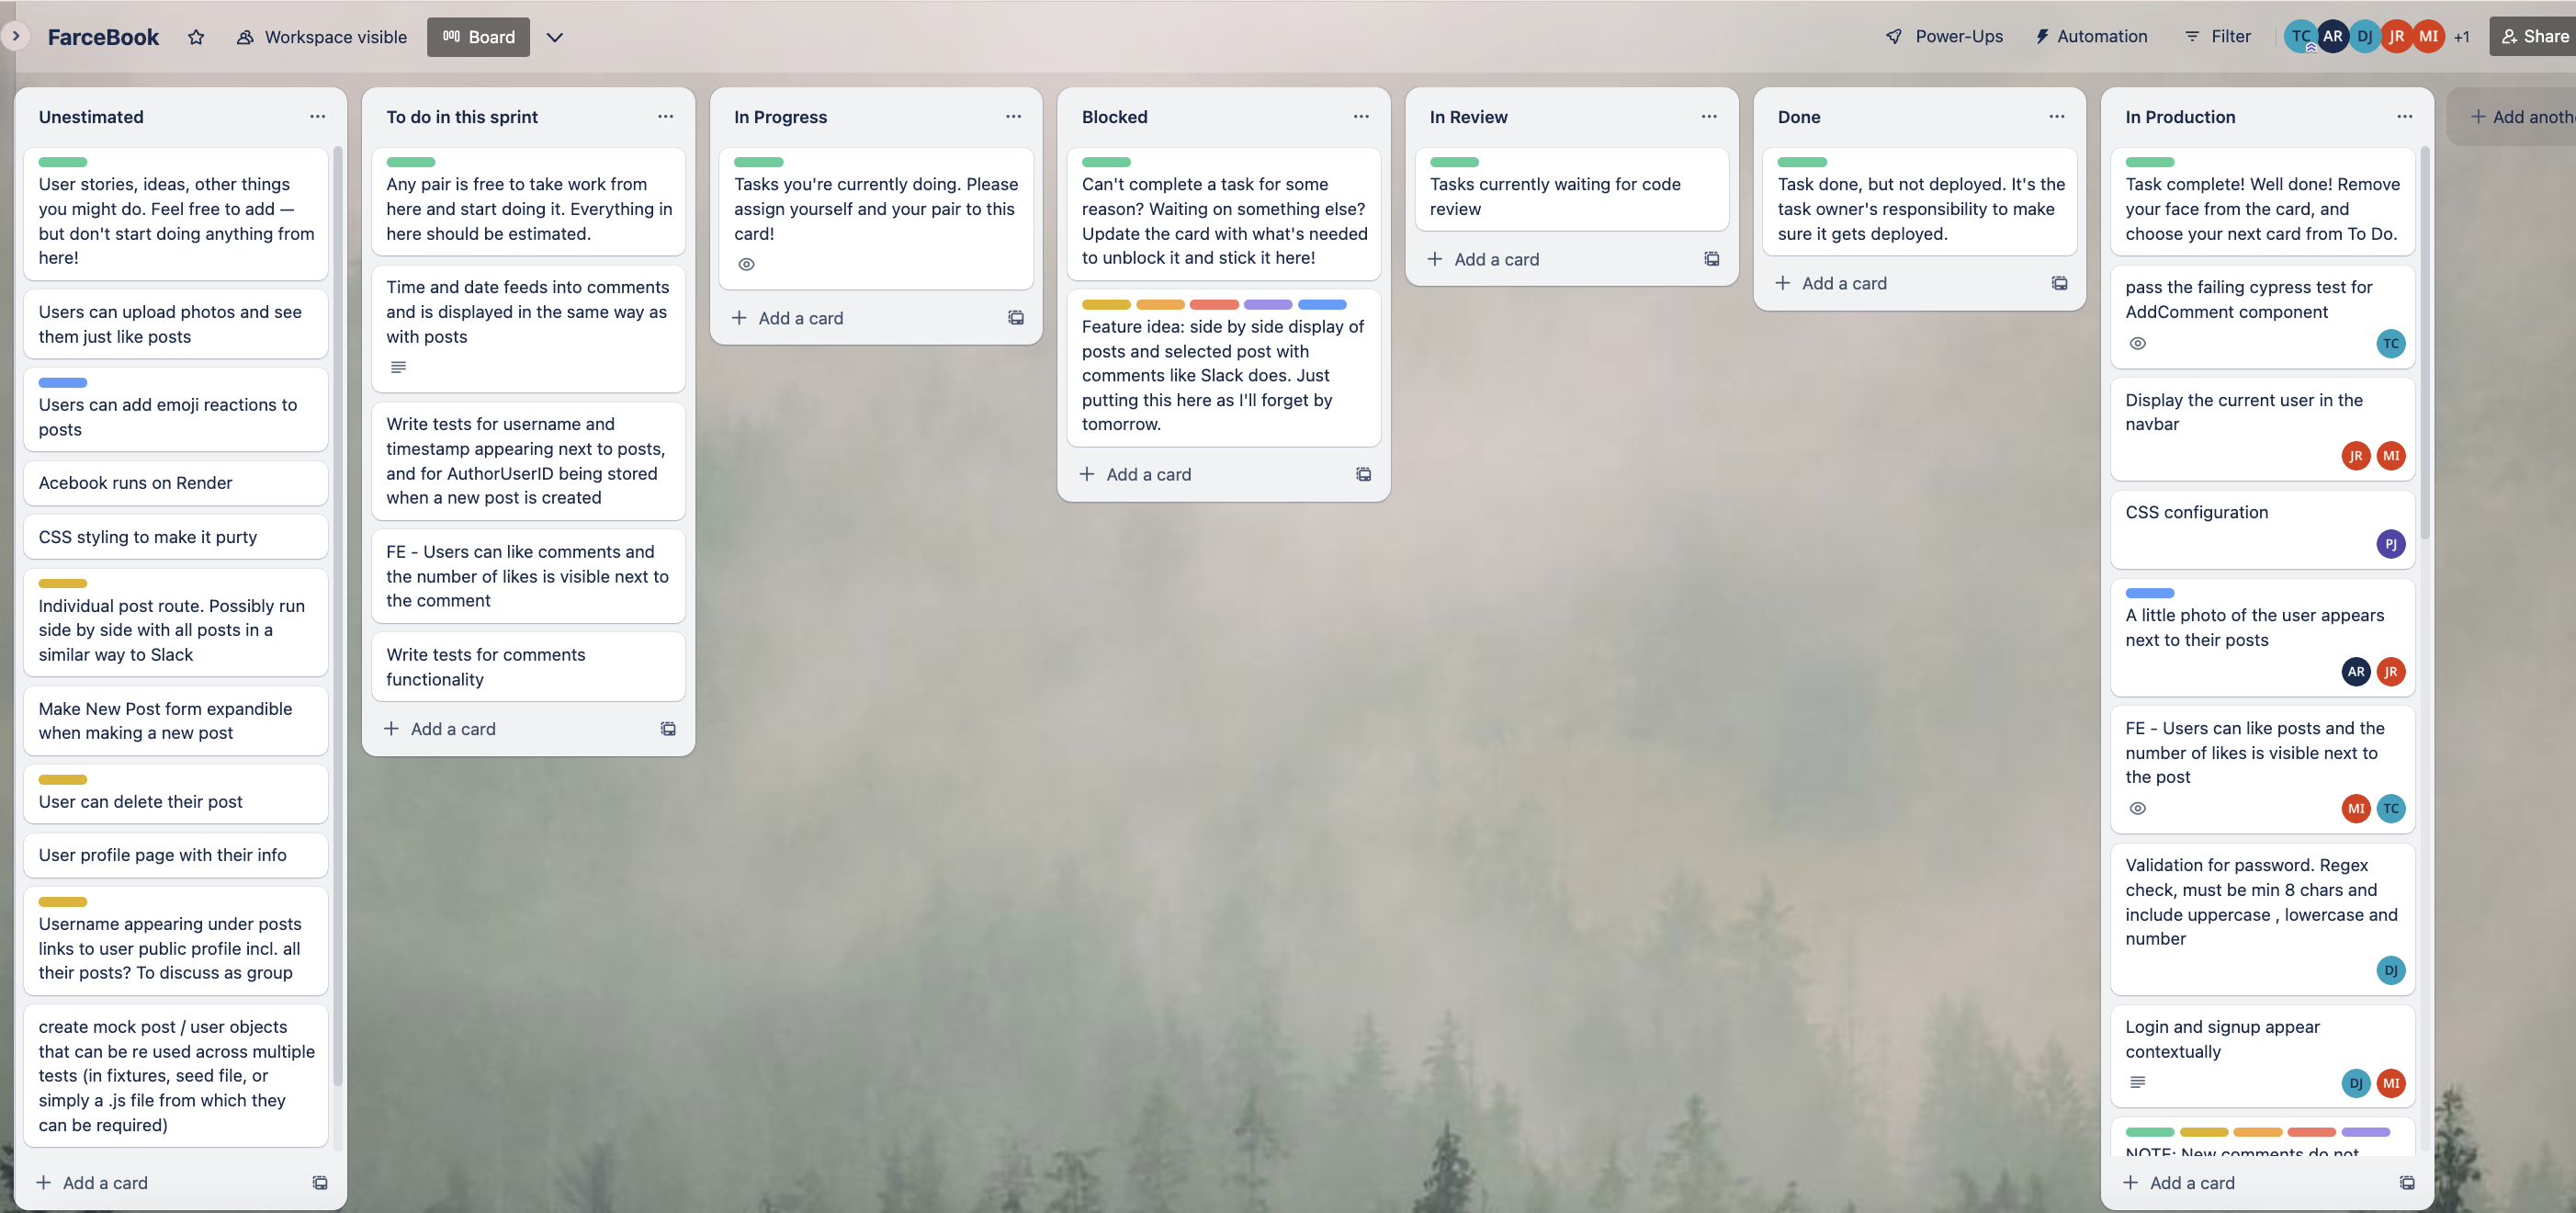 FarceBook
Workspace visible
Board
Power-Ups
Automation
Filter
TC
AR
DJ
JR
MI
+1
Share
Unestimated
User stories, ideas, other things
you might do. Feel free to add —
but don't start doing anything from
here!
Users can upload photos and see
them just like posts
Users can add emoji reactions to
posts
Acebook runs on Render
CSS styling to make it purty
Individual post route. Possibly run
side by side with all posts in a
similar way to Slack
Make New Post form expandible
when making a new post
User can delete their post
User profile page with their info
Username appearing under posts
links to user public profile incl. all
their posts? To discuss as group
create mock post / user objects
that can be re used across multiple
tests (in fixtures, seed file, or
simply a .js file from which they
can be required)
Add a card
To do in this sprint
Any pair is free to take work from
here and start doing it. Everything in
here should be estimated.
Time and date feeds into comments
and is displayed in the same way as
with posts
Write tests for username and
timestamp appearing next to posts,
and for AuthorUserID being stored
when a new post is created
FE - Users can like comments and
the number of likes is visible next to
the comment
Write tests for comments
functionality
Add a card
In Progress
Tasks you're currently doing. Please
assign yourself and your pair to this
card!
Add a card
Blocked
Can't complete a task for some
reason? Waiting on something else?
Update the card with what's needed
to unblock it and stick it here!
Feature idea: side by side display of
posts and selected post with
comments like Slack does. Just
putting this here as I'll forget by
tomorrow.
Add a card
In Review
Tasks currently waiting for code
review
Add a card
Done
Task done, but not deployed. It's the
task owner's responsibility to make
sure it gets deployed.
Add a card
In Production
Task complete! Well done! Remove
your face from the card, and
choose your next card from To Do.
pass the failing cypress test for
AddComment component
TC
Display the current user in the
navbar
JR MI
CSS configuration
PJ
A little photo of the user appears
next to their posts
AR JR
FE - Users can like posts and the
number of likes is visible next to
the post
MI TC
Validation for password. Regex
check, must be min 8 chars and
include uppercase , lowercase and
number
DJ
Login and signup appear
contextually
DJ MI
NOTE: New comments do not
Add a card
Add anoth